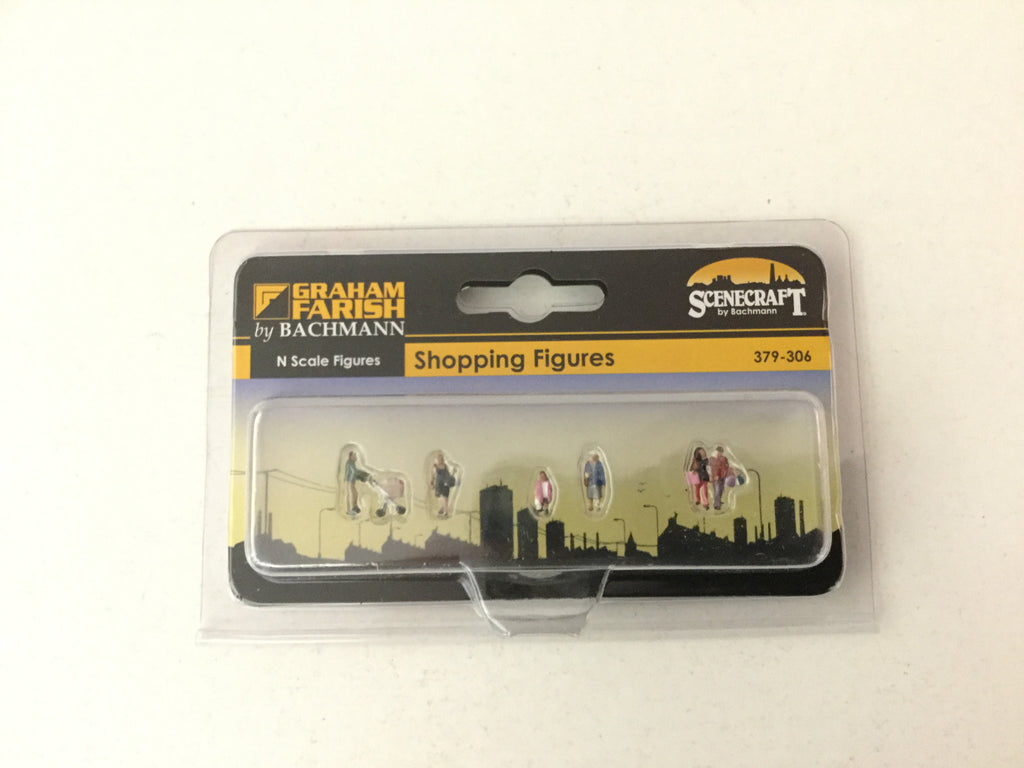 GRAHAM
FARISH
by BACHMANN
SCENECRAFT
by Bachmann
N Scale Figures
Shopping Figures
379-306